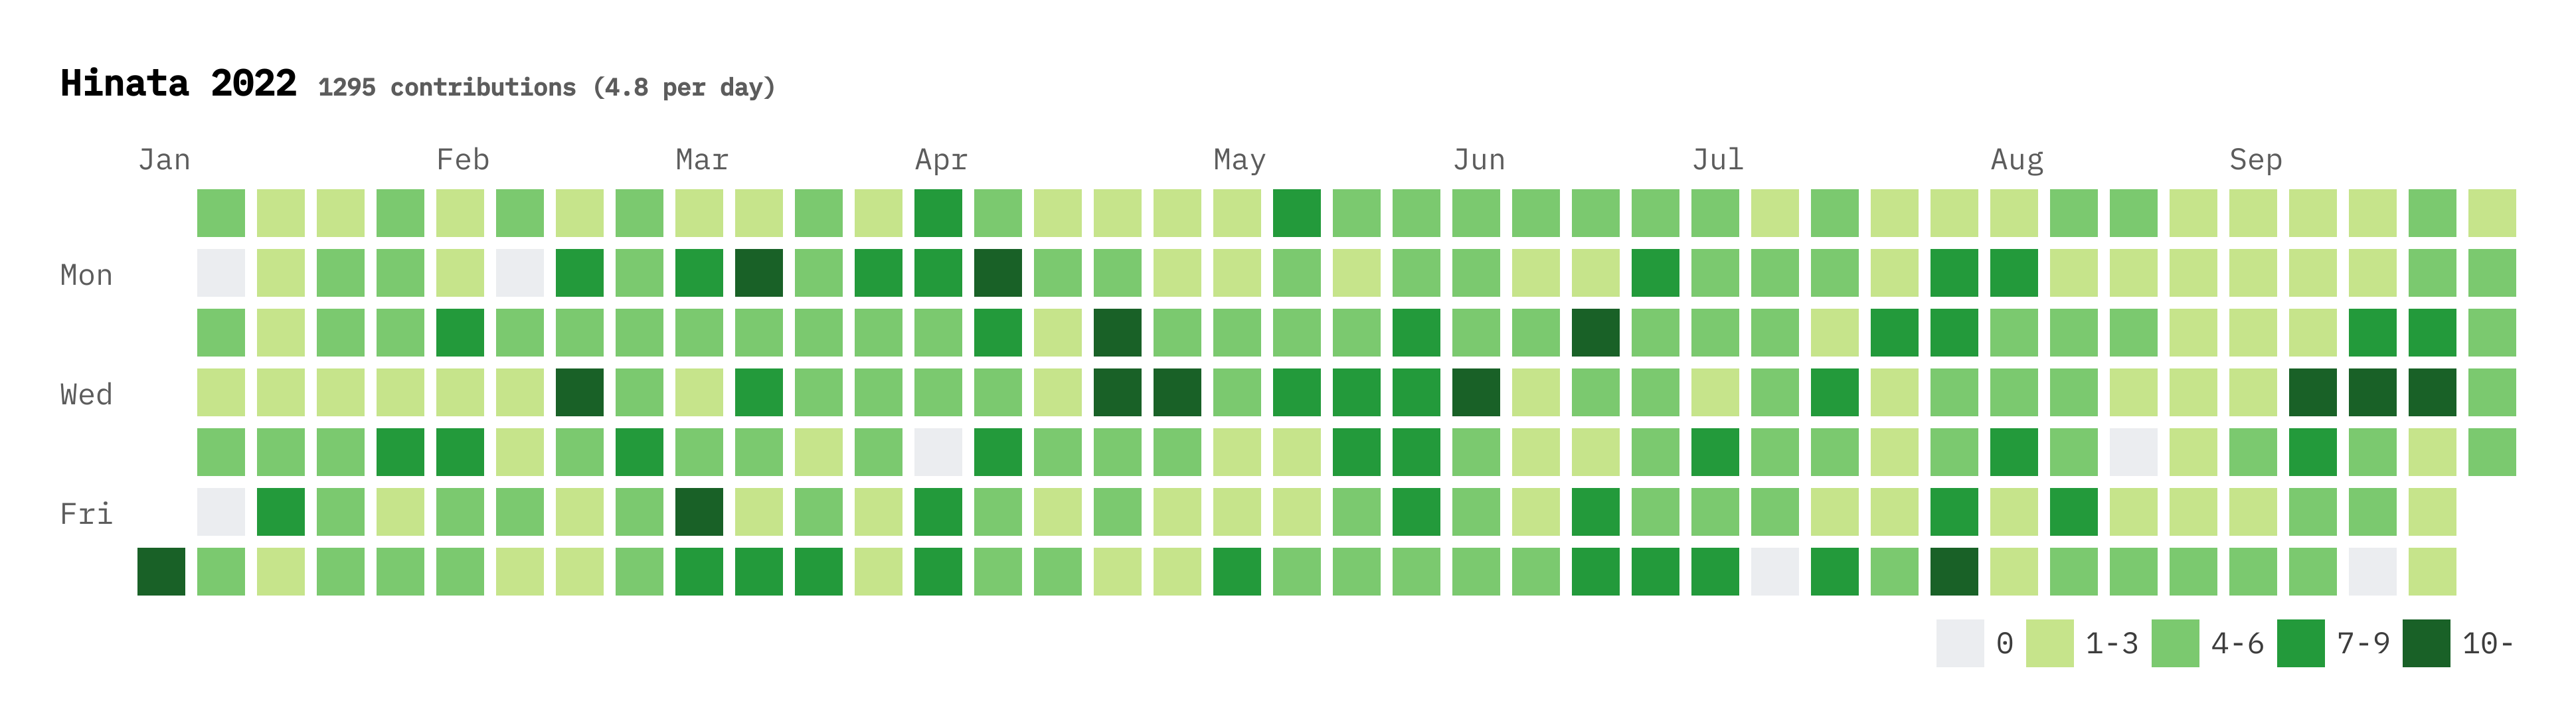 Hinata 2022 1295 contributions (4.8 per day)
Jan Feb Mar Apr May Jun Jul Aug Sep
Mon
Wed
Fri
0 1-3 4-6 7-9 10-